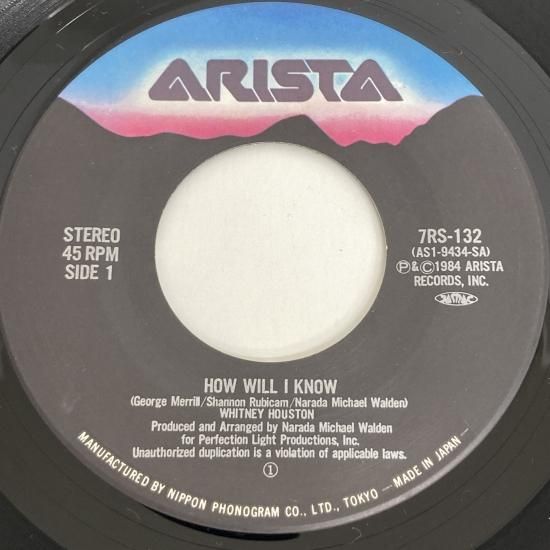 ARISTA
STEREO
45 RPM
SIDE 1
7RS-132
(AS1-9434-SA)
Ⓟ&©1984 ARISTA
RECORDS, INC.
JASRAC
HOW WILL I KNOW
(George Merrill/Shannon Rubicam/Narada Michael Walden)
WHITNEY HOUSTON
Produced and Arranged by Narada Michael Walden
for Perfection Light Productions, Inc.
Unauthorized duplication is a violation of applicable laws.
①
MANUFACTURED BY NIPPON PHONOGRAM CO., LTD., TOKYO — MADE IN JAPAN —